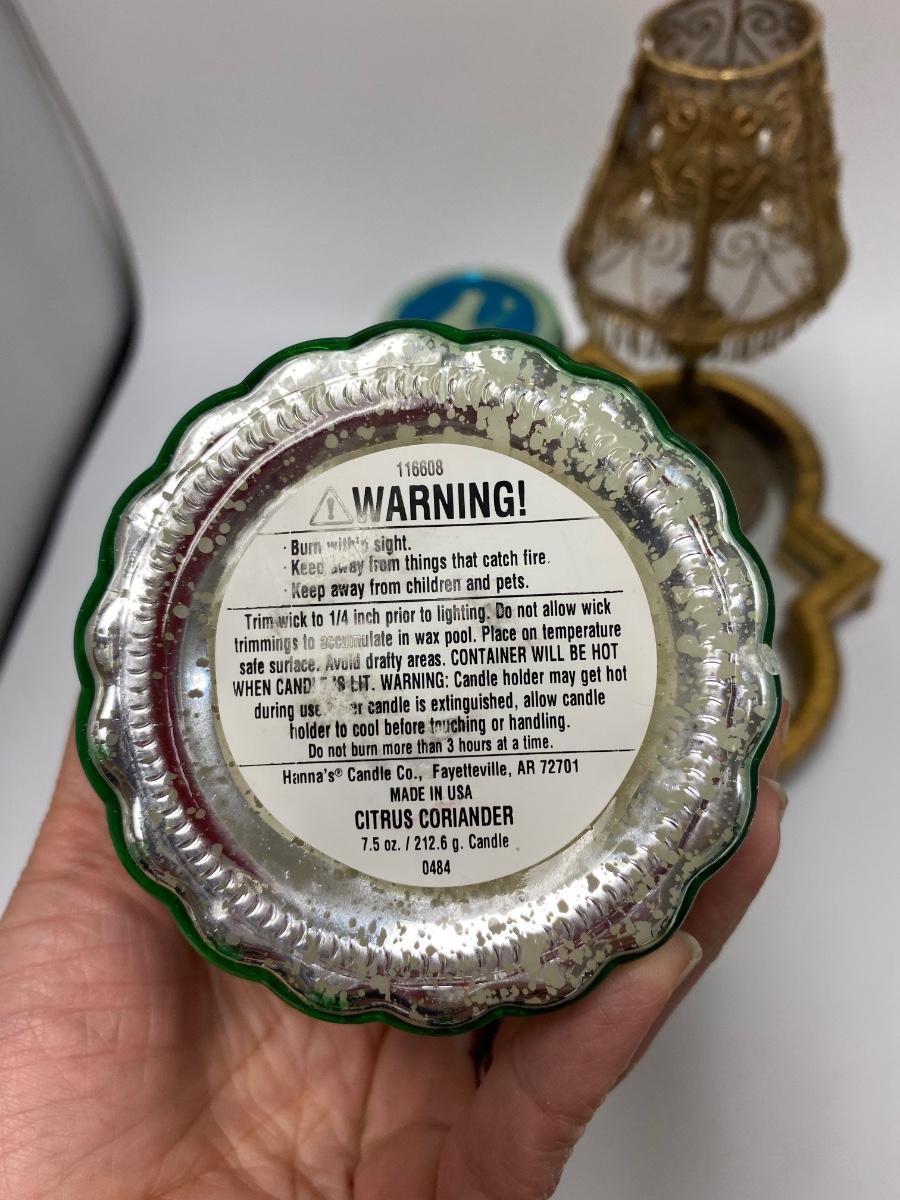 116608
WARNING!
· Burn within sight.
· Keep away from things that catch fire.
· Keep away from children and pets.
Trim wick to 1/4 inch prior to lighting. Do not allow wick
trimmings to accumulate in wax pool. Place on temperature
safe surface. Avoid drafty areas. CONTAINER WILL BE HOT
WHEN CANDLE IS LIT. WARNING: Candle holder may get hot
during use. candle is extinguished, allow candle
holder to cool before touching or handling.
Do not burn more than 3 hours at a time.
Hanna's® Candle Co., Fayetteville, AR 72701
MADE IN USA
CITRUS CORIANDER
7.5 oz. / 212.6 g. Candle
0484